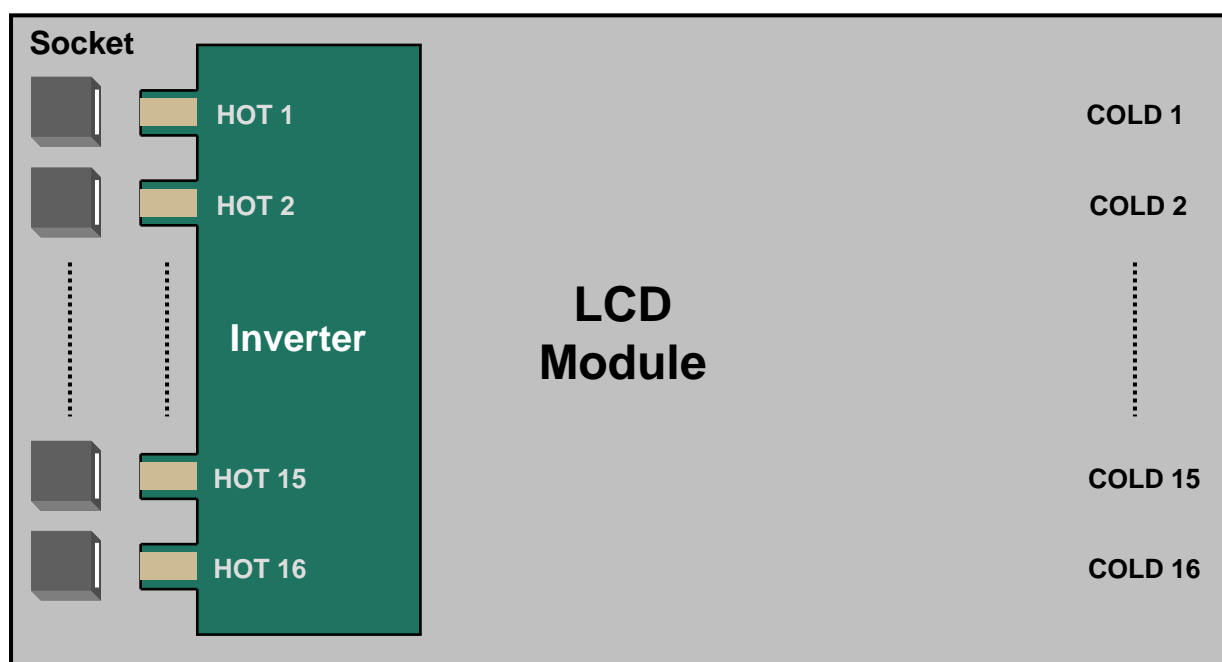 Socket
HOT 1
COLD 1
HOT 2
COLD 2
Inverter
LCD
Module
HOT 15
COLD 15
HOT 16
COLD 16